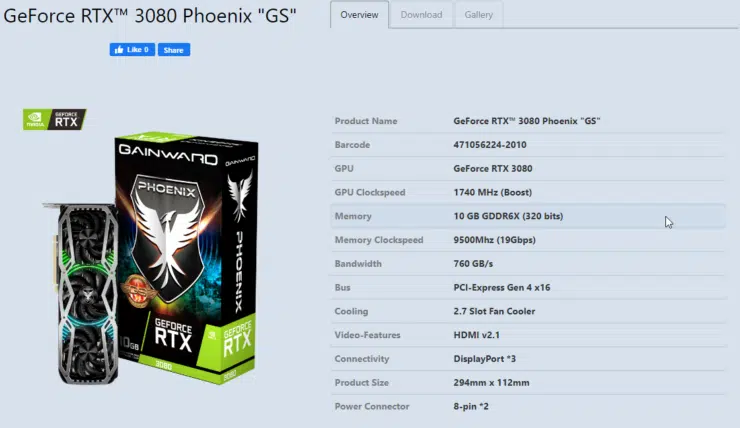 GeForce RTX™ 3080 Phoenix "GS"
Like 0 Share
Overview Download Gallery
NVIDIA GEFORCE RTX
GAINWARD
PHOENIX
PHOENIX
10GB
GEFORCE RTX
3080
GEFORCE RTX
3080
Product Name GeForce RTX™ 3080 Phoenix "GS"
Barcode 471056224-2010
GPU GeForce RTX 3080
GPU Clockspeed 1740 MHz (Boost)
Memory 10 GB GDDR6X (320 bits)
Memory Clockspeed 9500Mhz (19Gbps)
Bandwidth 760 GB/s
Bus PCI-Express Gen 4 x16
Cooling 2.7 Slot Fan Cooler
Video-Features HDMI v2.1
Connectivity DisplayPort *3
Product Size 294mm x 112mm
Power Connector 8-pin *2